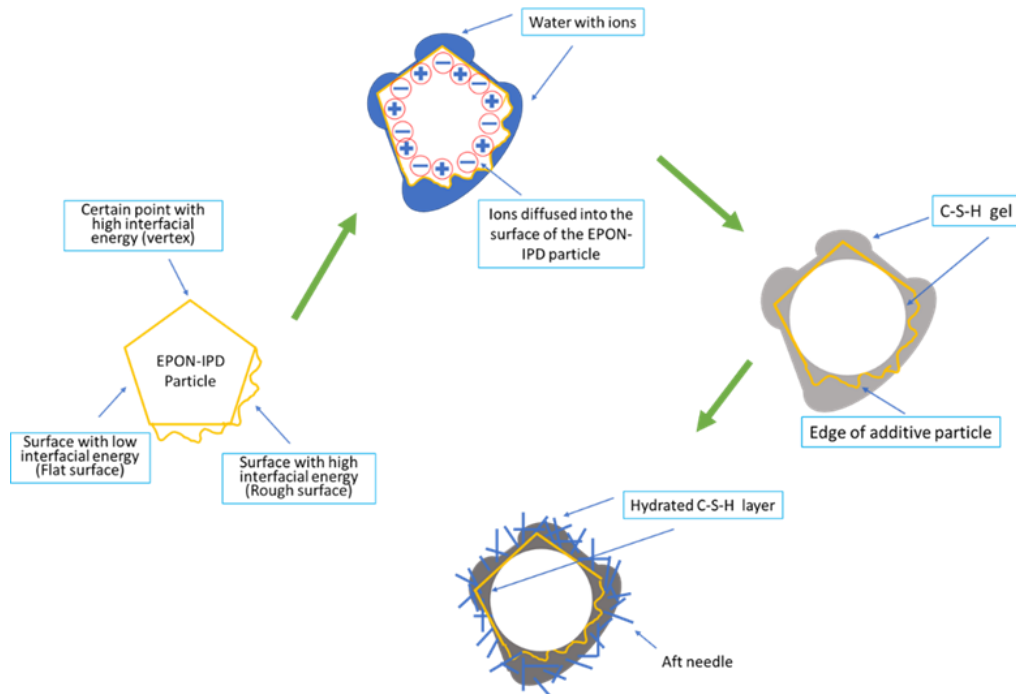 Water with ions
Certain point with
high interfacial
energy (vertex)
Ions diffused into the
surface of the EPON-
IPD particle
C-S-H gel
EPON-IPD
Particle
Surface with low
interfacial energy
(Flat surface)
Surface with high
interfacial energy
(Rough surface)
Edge of additive particle
Hydrated C-S-H layer
Aft needle